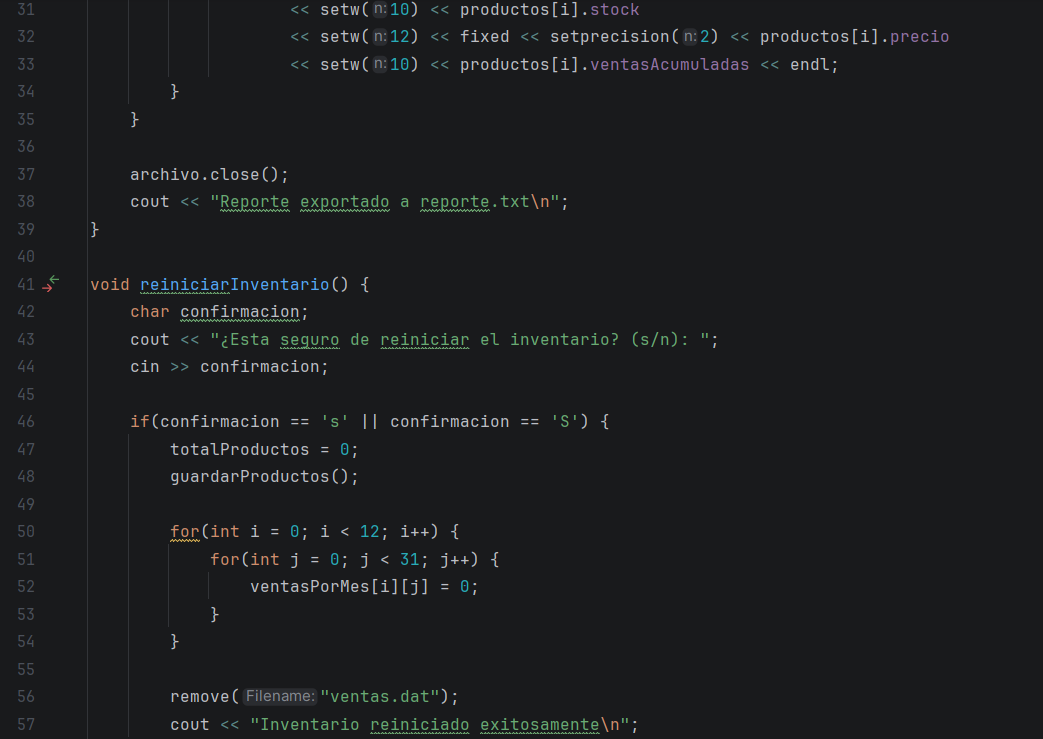 31                          << setw( n: 10) << productos[i].stock
32                          << setw( n: 12) << fixed << setprecision( n: 2) << productos[i].precio
33                          << setw( n: 10) << productos[i].ventasAcumuladas << endl;
34              }
35          }
36
37          archivo.close();
38          cout << "Reporte exportado a reporte.txt\n";
39      }
40
41      void reiniciarInventario() {
42          char confirmacion;
43          cout << "¿Esta seguro de reiniciar el inventario? (s/n): ";
44          cin >> confirmacion;
45
46          if(confirmacion == 's' || confirmacion == 'S') {
47              totalProductos = 0;
48              guardarProductos();
49
50              for(int i = 0; i < 12; i++) {
51                  for(int j = 0; j < 31; j++) {
52                      ventasPorMes[i][j] = 0;
53                  }
54              }
55
56              remove( Filename: "ventas.dat");
57              cout << "Inventario reiniciado exitosamente\n";